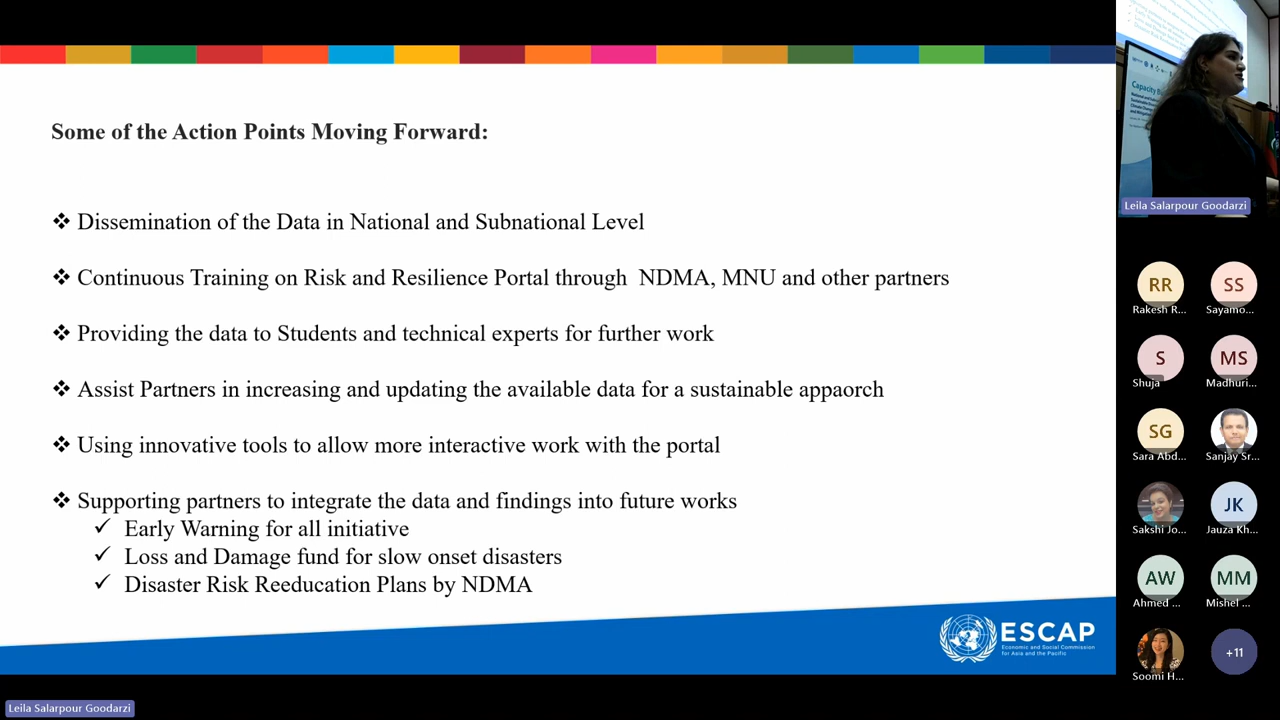 Some of the Action Points Moving Forward:
❖ Dissemination of the Data in National and Subnational Level
❖ Continuous Training on Risk and Resilience Portal through NDMA, MNU and other partners
❖ Providing the data to Students and technical experts for further work
❖ Assist Partners in increasing and updating the available data for a sustainable appaorch
❖ Using innovative tools to allow more interactive work with the portal
❖ Supporting partners to integrate the data and findings into future works
✓ Early Warning for all initiative
✓ Loss and Damage fund for slow onset disasters
✓ Disaster Risk Reeducation Plans by NDMA
ESCAP
Economic and Social Commission
for Asia and the Pacific
Leila Salarpour Goodarzi
Leila Salarpour Goodarzi
RR
Rakesh R...
SS
Sayamo...
S
Shuja
MS
Madhuri...
SG
Sara Abd...
Sanjay Sr...
Sakshi Jo...
JK
Jauza Kh...
AW
Ahmed ...
MM
Mishel ...
Soomi H...
+11